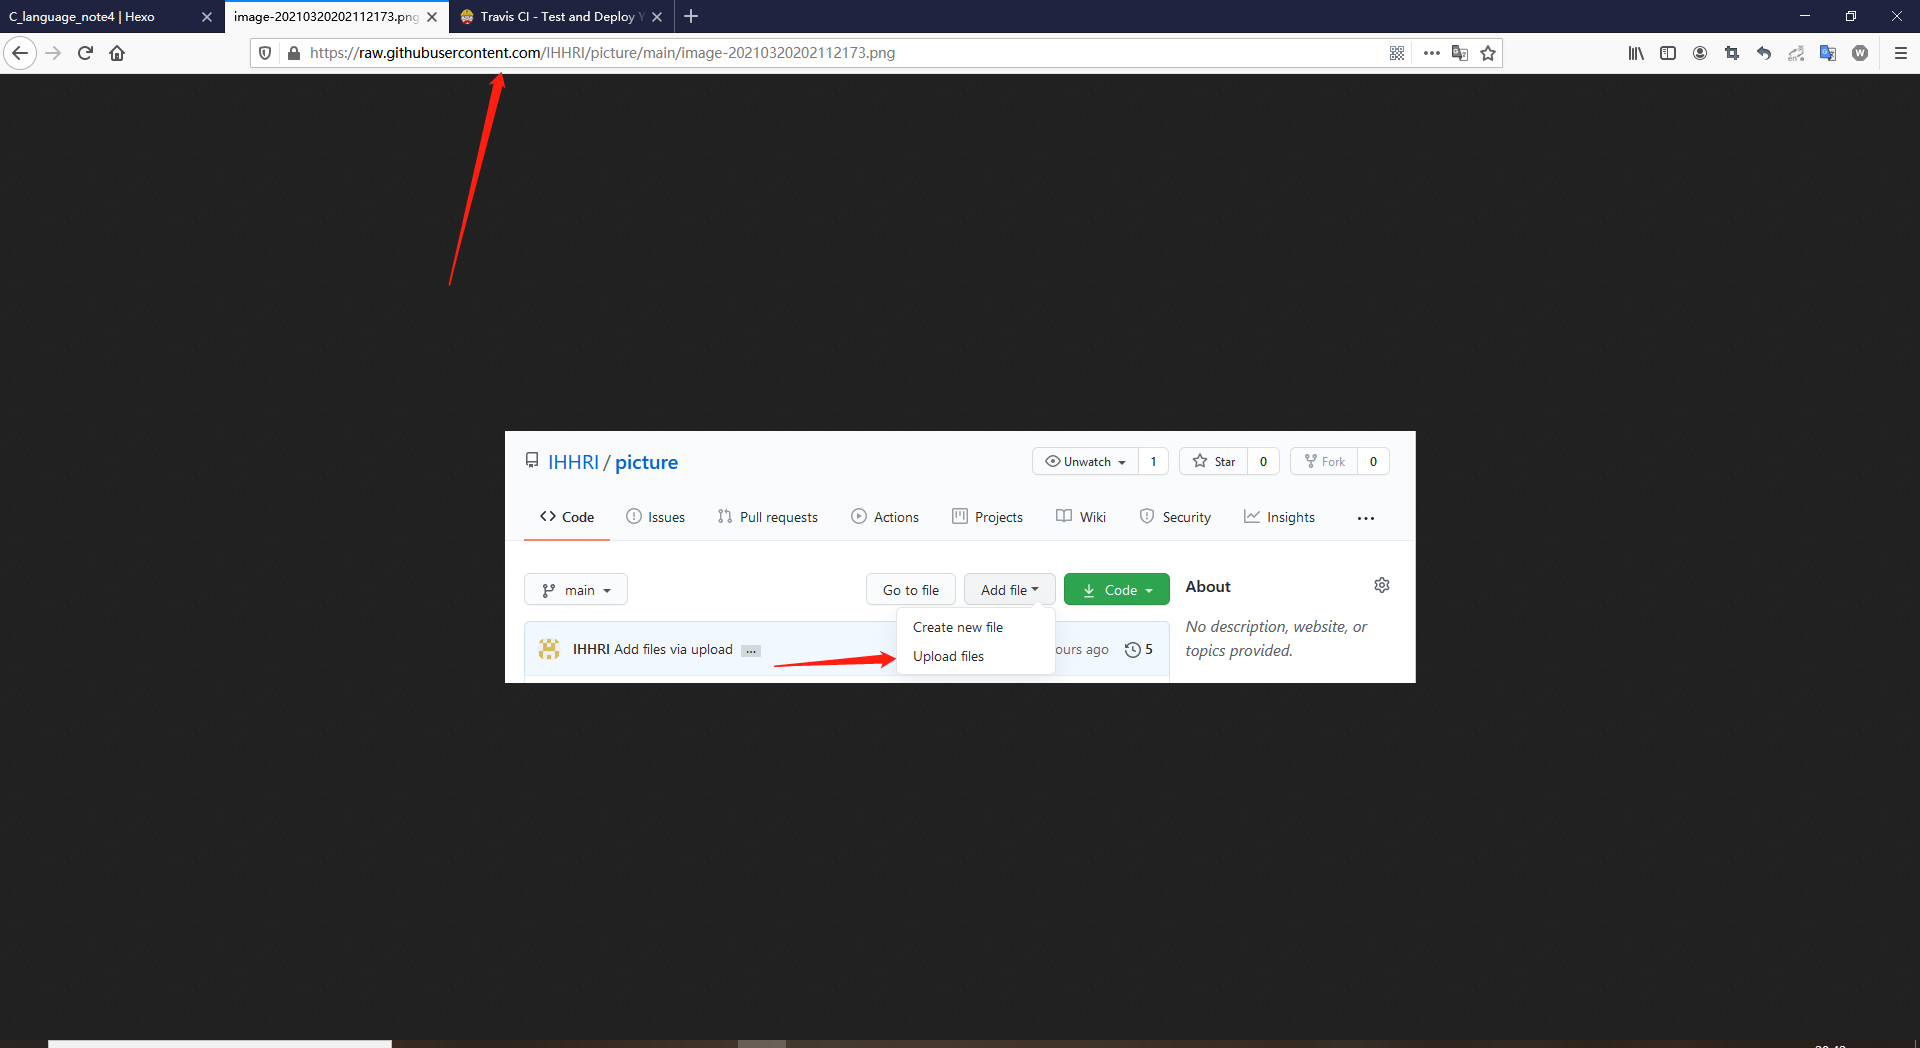 C_language_note4 | Hexo
image-20210320202112173.png
Travis CI - Test and Deploy Y
https://raw.githubusercontent.com/IHHRI/picture/main/image-20210320202112173.png
en
W
IHHRI / picture
Unwatch 1
Star 0
Fork 0
Code
Issues
Pull requests
Actions
Projects
Wiki
Security
Insights
main
Go to file
Add file
Code
About
Create new file
Upload files
IHHRI Add files via upload
ours ago
5
No description, website, or
topics provided.